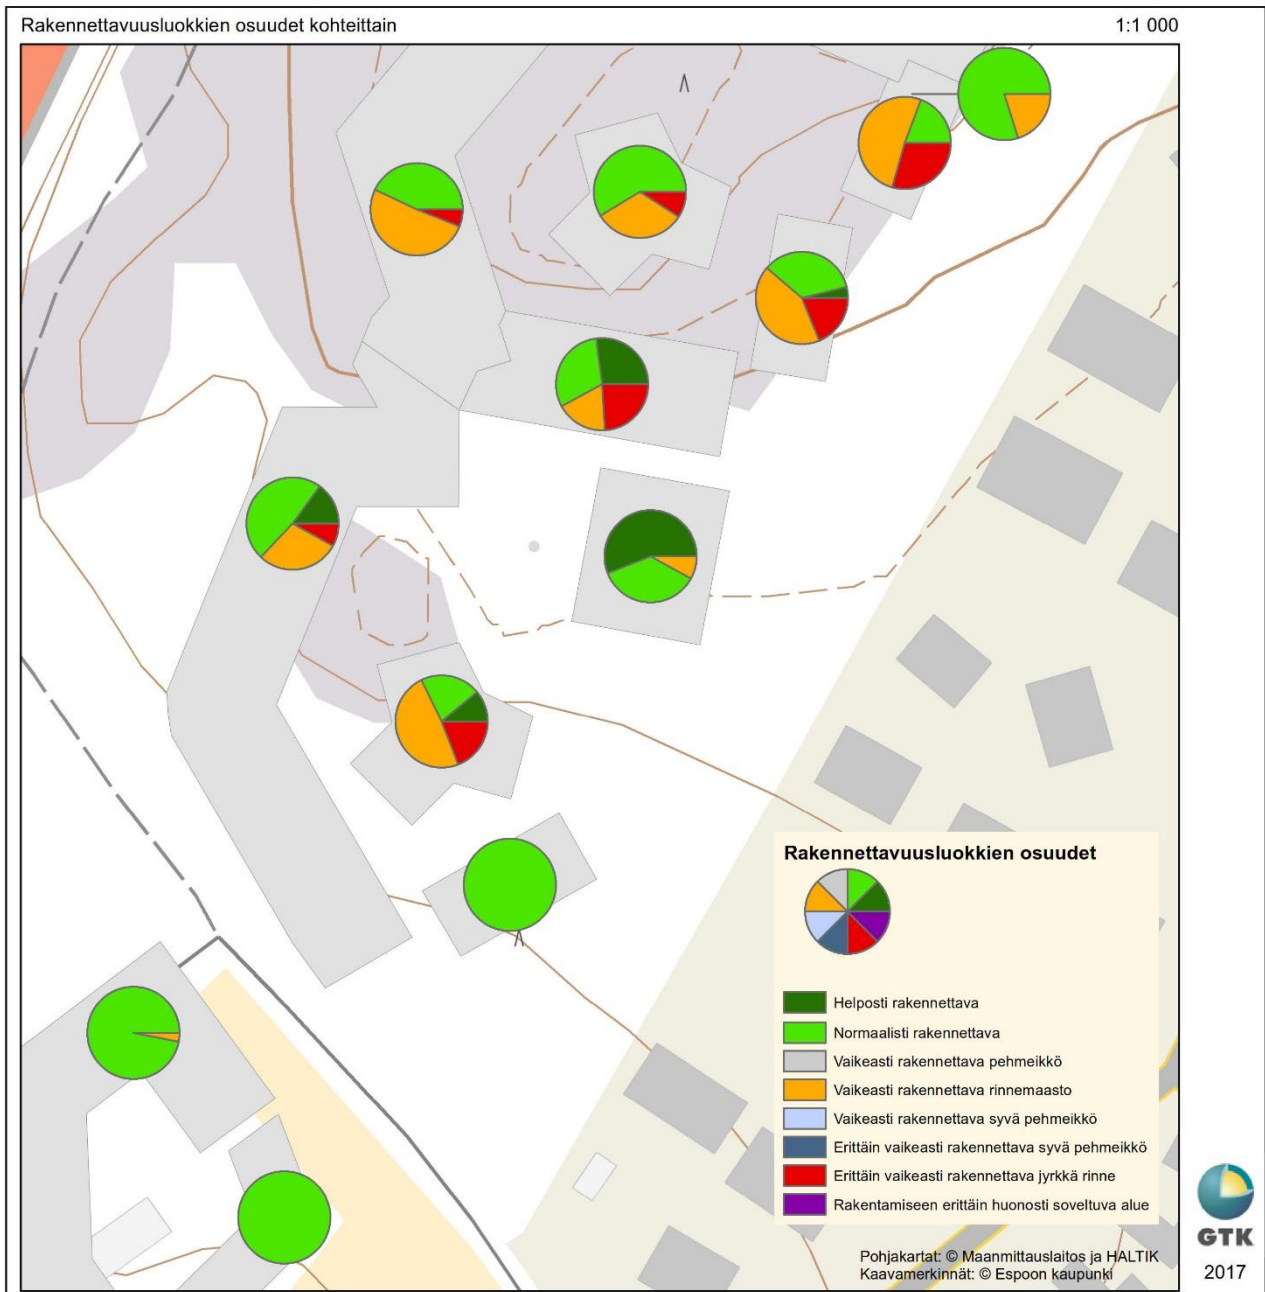 Rakennettavuusluokkien osuudet kohteittain
1:1 000
Rakennettavuusluokkien osuudet
Helposti rakennettava
Normaalisti rakennettava
Vaikeasti rakennettava pehmeikkö
Vaikeasti rakennettava rinnemaasto
Vaikeasti rakennettava syvä pehmeikkö
Erittäin vaikeasti rakennettava syvä pehmeikkö
Erittäin vaikeasti rakennettava jyrkkä rinne
Rakentamiseen erittäin huonosti soveltuva alue
Pohjakartat: © Maanmittauslaitos ja HALTIK
Kaavamerkinnät: © Espoon kaupunki
GTK
2017